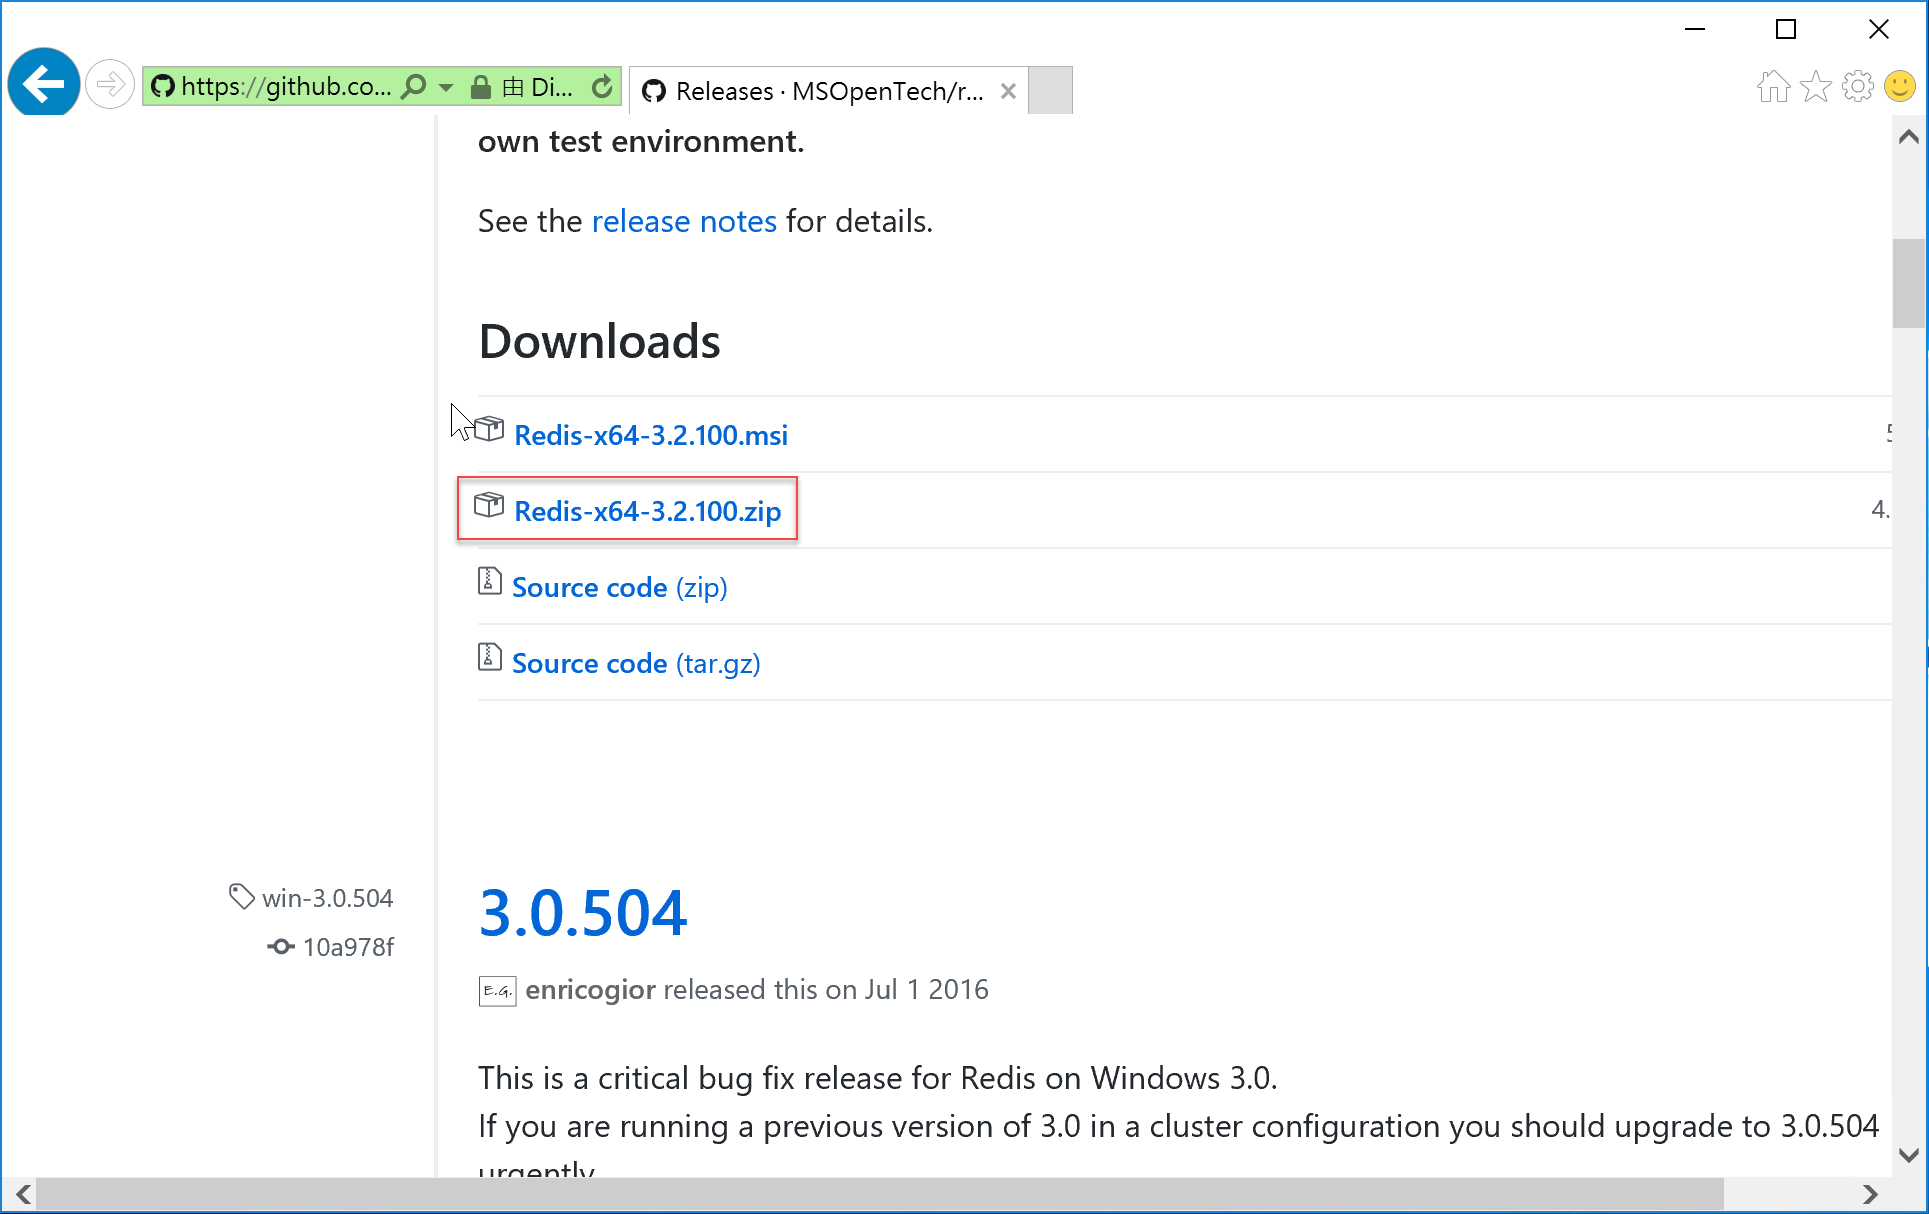 https://github.co... 由 Di...
Releases · MSOpenTech/r...
own test environment.
See the release notes for details.
Downloads
Redis-x64-3.2.100.msi
Redis-x64-3.2.100.zip
4.
Source code (zip)
Source code (tar.gz)
win-3.0.504
10a978f
3.0.504
E.G. enricogior released this on Jul 1 2016
This is a critical bug fix release for Redis on Windows 3.0.
If you are running a previous version of 3.0 in a cluster configuration you should upgrade to 3.0.504
urgently